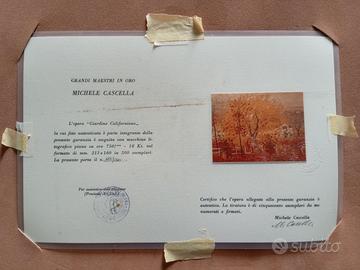 GRANDI MAESTRI IN ORO
MICHELE CASCELLA
L'opera "Giardino Californiano"
la cui foto autenticata è parte integrante della
presente garanzia è eseguita con macchina li-
tografica piana su oro 750/°° - 18 Kt. nel
formato di mm. 217x160 in 500 esemplari
La presente porta il n.
Per
Certifico che l'opera allegata alla presente garanzia è
autentica. La tiratura è di cinquecento esemplari da me
numerati e firmati.
Michele Cascella
subito.it